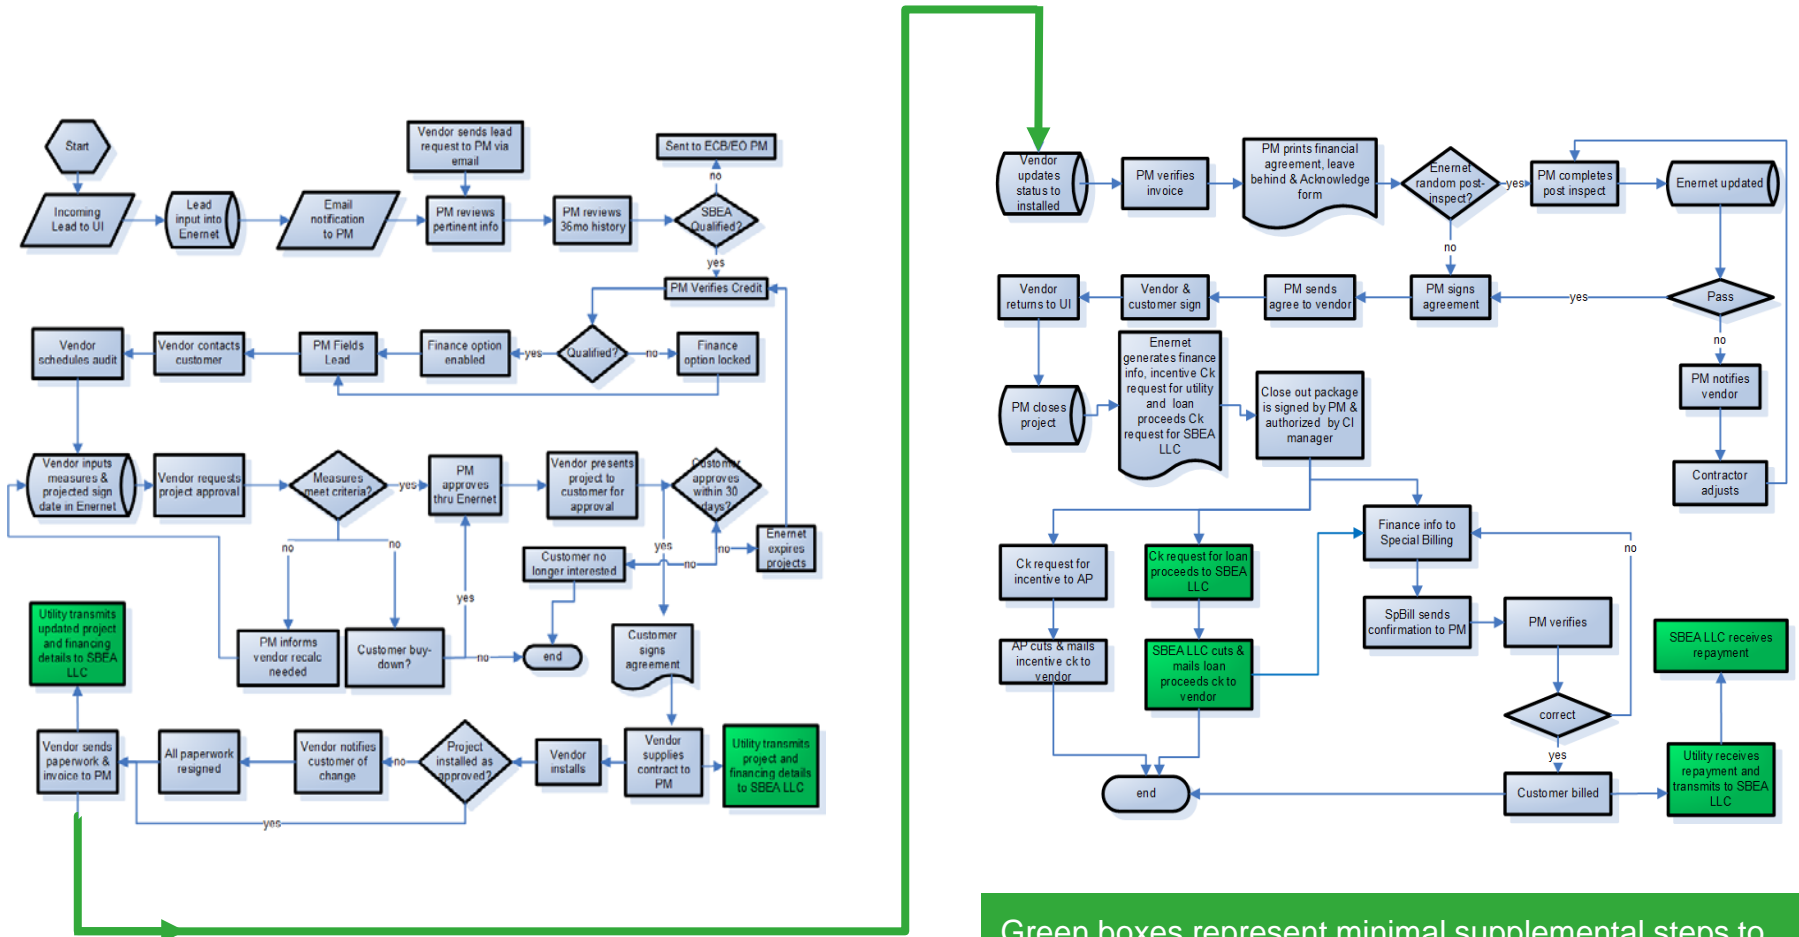 Start
Incoming
Lead to UI
Lead
input into
Enernet
Email
notification
to PM
Vendor sends lead
request to PM via
email
PM reviews
pertinent info
PM reviews
36mo history
Sent to ECB/EO PM
no
SBEA
Qualified?
yes
PM Verifies Credit
Vendor
schedules audit
Vendor contacts
customer
PM Fields
Lead
Finance option
enabled
yes
Qualified?
no
Finance
option locked
Vendor inputs
measures &
projected sign
date in Enernet
Vendor requests
project approval
Measures
meet criteria?
yes
PM
approves
thru Enernet
Vendor presents
project to
customer for
approval
Customer
approves
within 30
days?
no
no
yes
no
Enernet
expires
projects
Customer no
longer interested
no
yes
Utility transmits
updated project
and financing
details to SBEA
LLC
PM informs
vendor recalc
needed
Customer buy-
down?
no
end
Customer
signs
agreement
Vendor sends
paperwork &
invoice to PM
All paperwork
resigned
Vendor notifies
customer of
change
no
Project
installed as
approved?
Vendor
installs
Vendor
supplies
contract to
PM
Utility transmits
project and
financing details
to SBEA LLC
yes
Vendor
updates
status to
installed
PM verifies
invoice
PM prints financial
agreement, leave
behind & Acknowledge
form
Enernet
random post-
inspect?
yes
PM completes
post inspect
Enernet updated
no
Vendor
returns to UI
Vendor &
customer sign
PM sends
agree to vendor
PM signs
agreement
yes
Pass
no
PM notifies
vendor
Contractor
adjusts
PM closes
project
Enernet
generates finance
info, incentive Ck
request for utility
and loan
proceeds Ck
request for SBEA
LLC
Close out package
is signed by PM &
authorized by CI
manager
Ck request for
incentive to AP
Ck request for loan
proceeds to SBEA
LLC
Finance info to
Special Billing
no
AP cuts & mails
incentive ck to
vendor
SBEA LLC cuts &
mails loan
proceeds ck to
vendor
SpBill sends
confirmation to PM
PM verifies
SBEA LLC receives
repayment
correct
yes
end
Customer billed
Utility receives
repayment and
transmits to SBEA
LLC
Green boxes represent minimal supplemental steps to